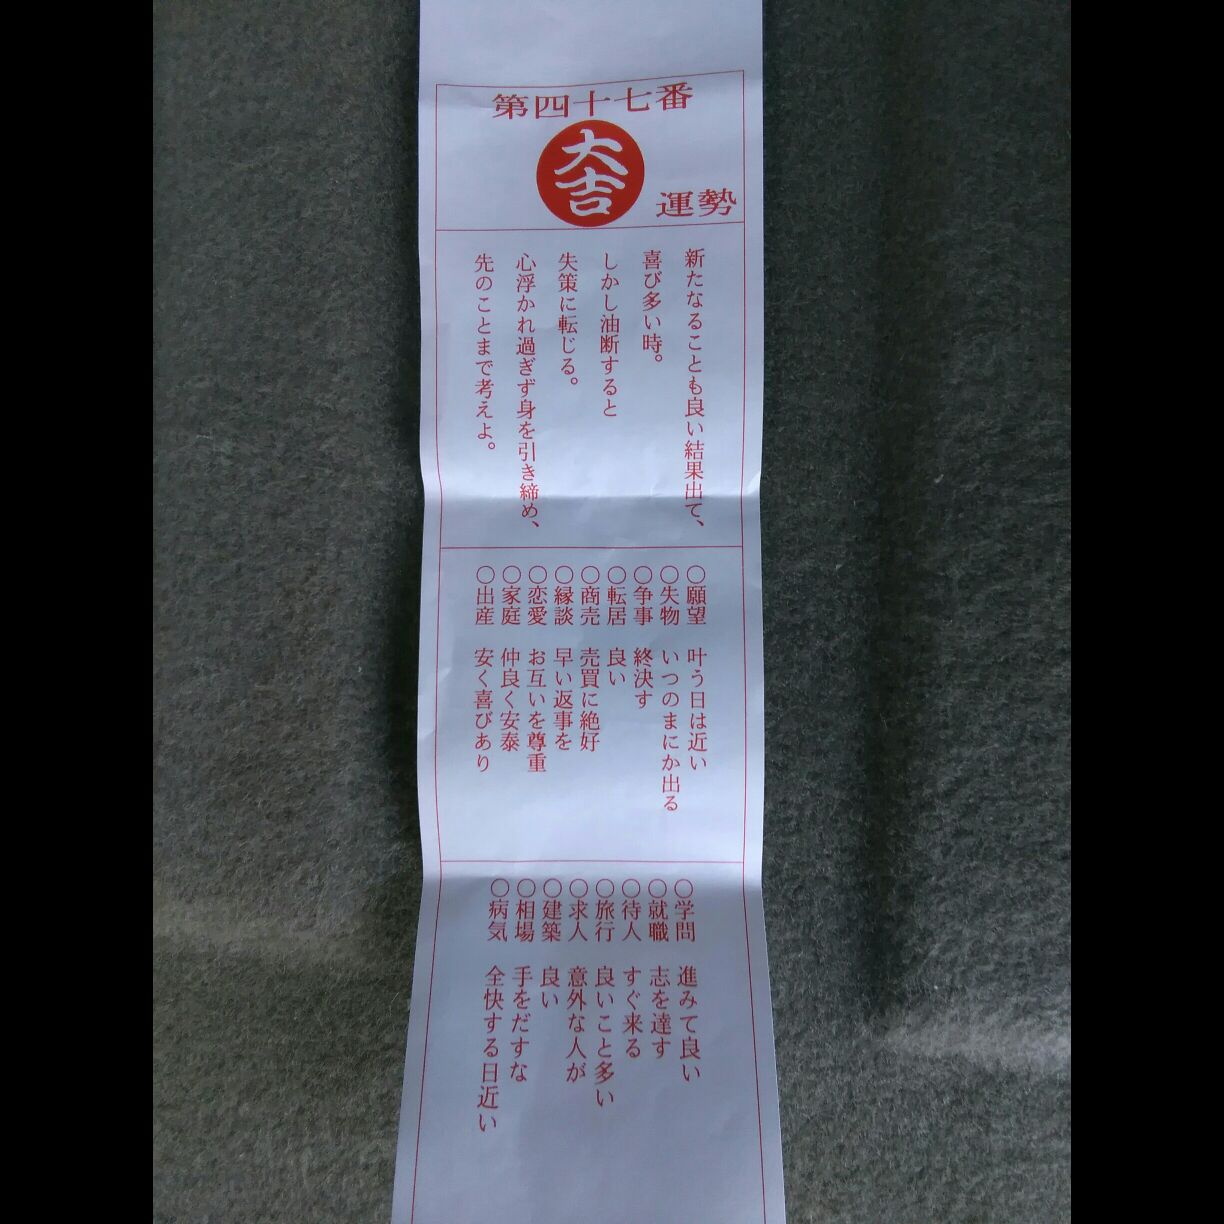 第四十七番
大吉
運勢
新たなることも良い結果出て、
喜び多い時。
しかし油断すると
失策に転じる。
心浮かれ過ぎず身を引き締め、
先のことまで考えよ。
○願望 叶う日は近い
○失物 いつのまにか出る
○争事 終決す
○転居 良い
○商売 売買に絶好
○縁談 早い返事を
○恋愛 お互いを尊重
○家庭 仲良く安泰
○出産 安く喜びあり
○学問 進みて良い
○就職 志を達す
○待人 すぐ来る
○旅行 良いこと多い
○求人 意外な人が
○建築 良い
○相場 手をだすな
○病気 全快する日近い